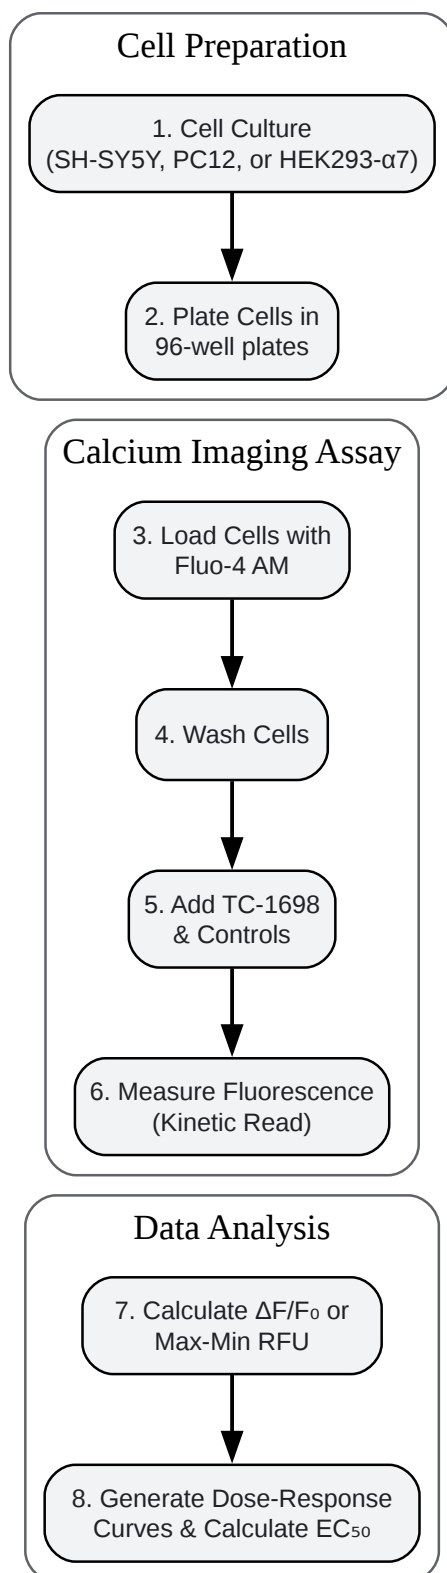 Cell Preparation
1. Cell Culture
(SH-SY5Y, PC12, or HEK293-α7)
2. Plate Cells in
96-well plates
Calcium Imaging Assay
3. Load Cells with
Fluo-4 AM
4. Wash Cells
5. Add TC-1698
& Controls
6. Measure Fluorescence
(Kinetic Read)
Data Analysis
7. Calculate ΔF/F₀ or
Max-Min RFU
8. Generate Dose-Response
Curves & Calculate EC₅₀